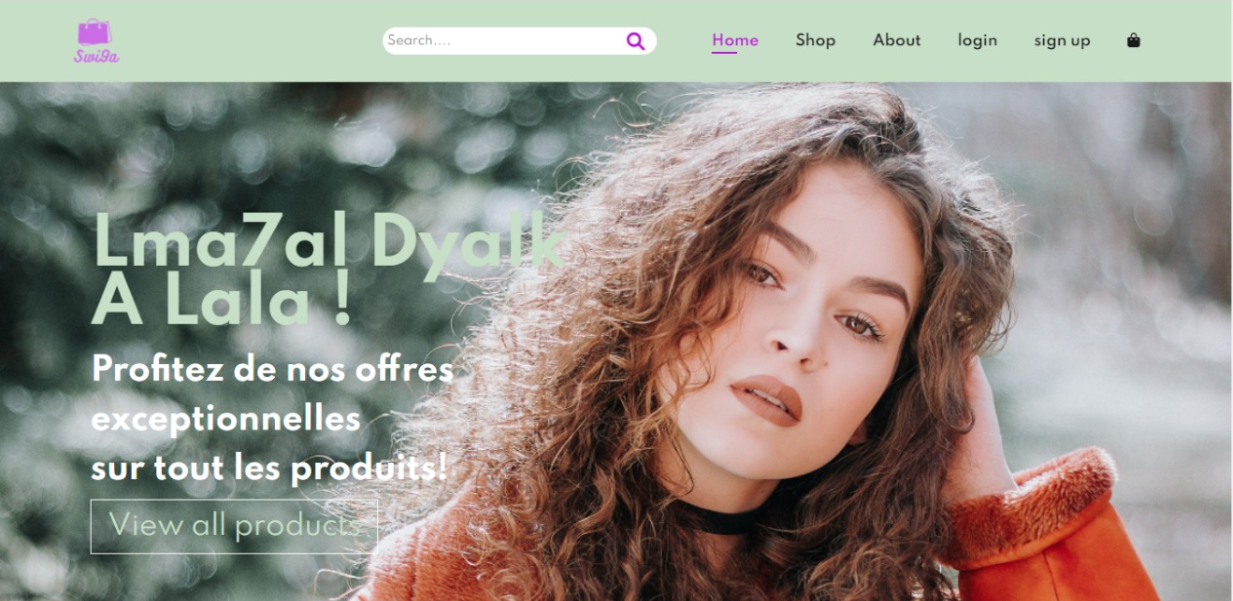 Swi9a
Search....
Home Shop About login sign up
Lma7al Dyalk
A Lala !
Profitez de nos offres
exceptionnelles
sur tout les produits!
View all products